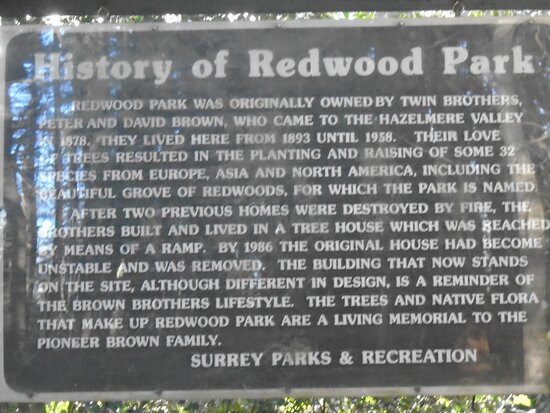 History of Redwood Park
REDWOOD PARK WAS ORIGINALLY OWNED BY TWIN BROTHERS,
PETER AND DAVID BROWN, WHO CAME TO THE HAZELMERE VALLEY
IN 1878. THEY LIVED HERE FROM 1893 UNTIL 1958. THEIR LOVE
OF TREES RESULTED IN THE PLANTING AND RAISING OF SOME 32
SPECIES FROM EUROPE, ASIA AND NORTH AMERICA, INCLUDING THE
BEAUTIFUL GROVE OF REDWOODS, FOR WHICH THE PARK IS NAMED.
AFTER TWO PREVIOUS HOMES WERE DESTROYED BY FIRE, THE
BROTHERS BUILT AND LIVED IN A TREE HOUSE WHICH WAS REACHED
BY MEANS OF A RAMP. BY 1986 THE ORIGINAL HOUSE HAD BECOME
UNSTABLE AND WAS REMOVED. THE BUILDING THAT NOW STANDS
ON THE SITE, ALTHOUGH DIFFERENT IN DESIGN, IS A REMINDER OF
THE BROWN BROTHERS LIFESTYLE. THE TREES AND NATIVE FLORA
THAT MAKE UP REDWOOD PARK ARE A LIVING MEMORIAL TO THE
PIONEER BROWN FAMILY.
SURREY PARKS & RECREATION